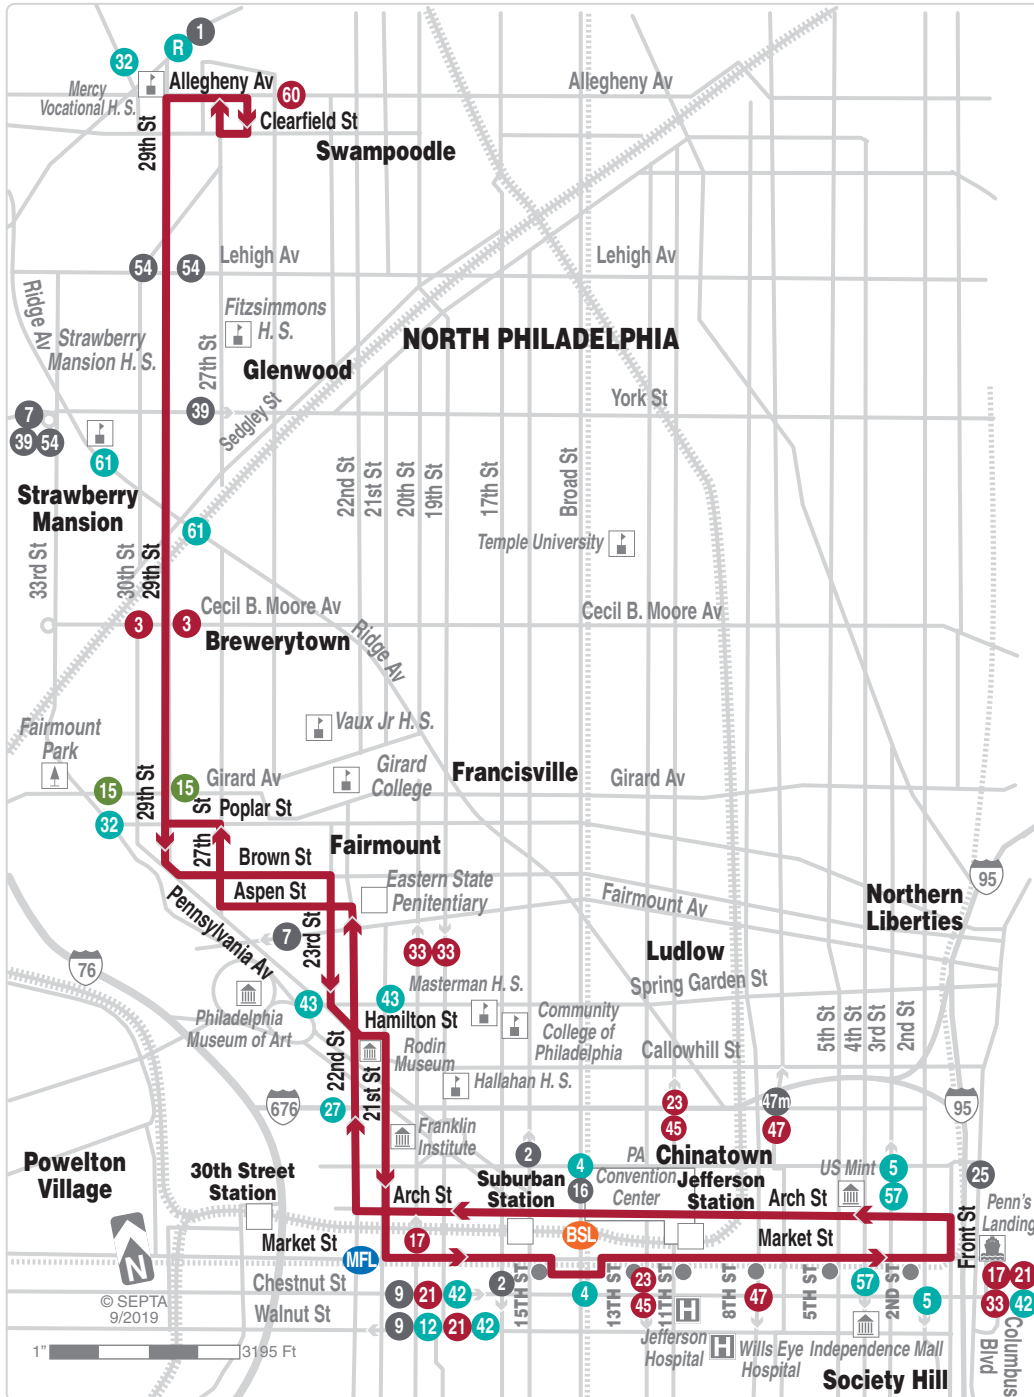 1
R
32
Mercy
Vocational H. S.
Allegheny Av
60
Allegheny Av
Clearfield St
29th St
Swampoodle
54
54
Lehigh Av
Lehigh Av
Ridge Av
Fitzsimmons
H. S.
Strawberry
Mansion H. S.
27th St
NORTH PHILADELPHIA
Glenwood
York St
7
39
Sedgley St
39
54
61
22nd St
21st St
20th St
19th St
17th St
Broad St
Strawberry
Mansion
61
Temple University
33rd St
30th St
29th St
3
3
Cecil B. Moore Av
Cecil B. Moore Av
Brewerytown
Ridge Av
Vaux Jr H. S.
Fairmount
Park
Girard
College
Francisville
29th St
15
15
Girard Av
Girard Av
32
27th St
Poplar St
Fairmount
Brown St
Aspen St
Eastern State
Penitentiary
Fairmount Av
95
Northern
Liberties
Pennsylvania Av
23rd St
7
33
33
Ludlow
76
Masterman H. S.
Spring Garden St
43
43
Philadelphia
Museum of Art
Hamilton St
Community
College of
Philadelphia
5th St
4th St
3rd St
2nd St
22nd St
21st St
Rodin
Museum
Callowhill St
Hallahan H. S.
676
27
23
45
47m
47
95
Franklin
Institute
Powelton
Village
30th Street
Station
2
Suburban
Station
4
16
PA
Convention
Center
Chinatown
Jefferson
Station
US Mint
5
57
25
Penn's
Landing
Arch St
Arch St
N
Market St
MFL
17
BSL
Market St
Front St
Chestnut St
9
21
42
2
15TH ST
4
13TH ST
23
45
11TH ST
8TH ST
47
5TH ST
57
2ND ST
5
17
21
33
42
© SEPTA
9/2019
Walnut St
9
12
21
42
H
Jefferson
Hospital
H
Wills Eye
Hospital
Independence Mall
Columbus
Blvd
1"
3195 Ft
Society Hill